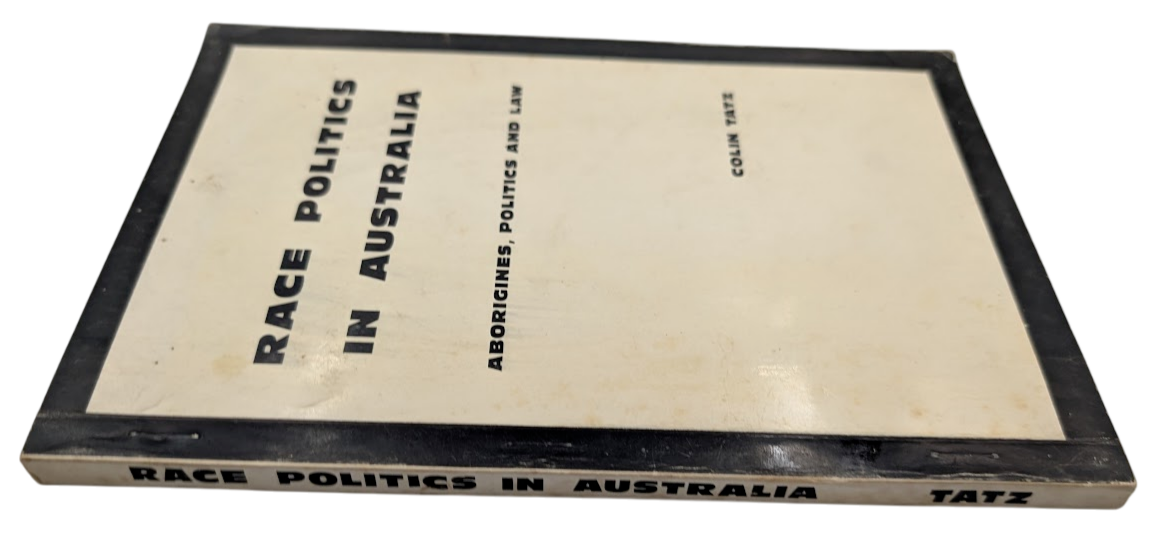 RACE POLITICS
IN AUSTRALIA
ABORIGINES, POLITICS AND LAW
COLIN TATZ
RACE POLITICS IN AUSTRALIA TATZ